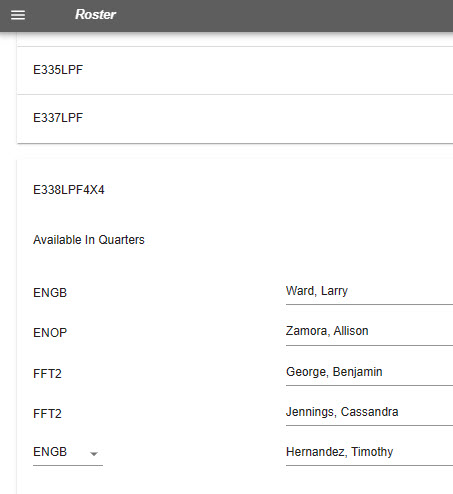 Roster
E335LPF
E337LPF
E338LPF4X4
Available In Quarters
ENGB Ward, Larry
ENOP Zamora, Allison
FFT2 George, Benjamin
FFT2 Jennings, Cassandra
ENGB Hernandez, Timothy